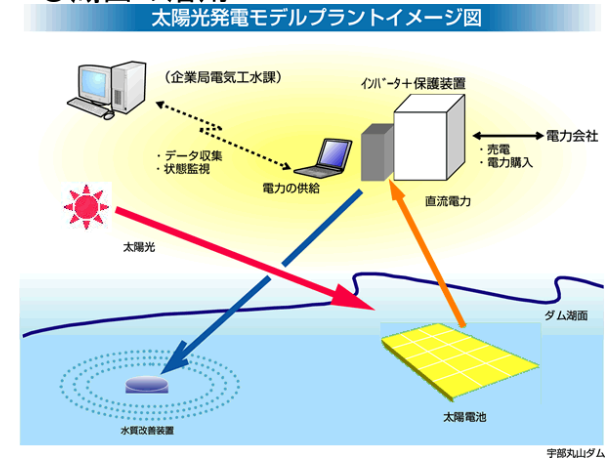 太陽光発電モデルプラントイメージ図
(企業局電気工水課)
インバータ+保護装置
電力会社
・売電
・電力購入
・データ収集
・状態監視
電力の供給
直流電力
太陽光
ダム湖面
太陽電池
水質改善装置
宇部丸山ダム